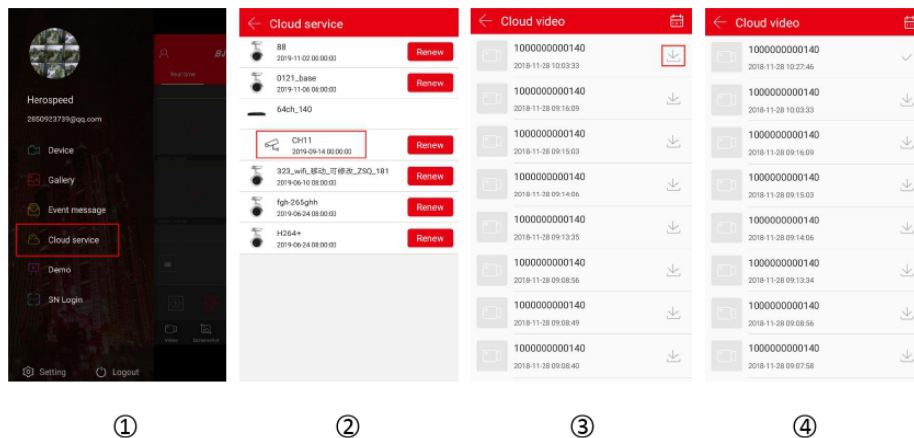 Herospeed
2850923739@qq.com
Device
Gallery
Event message
Cloud service
Demo
SN Login
Setting
Logout
Real time
Video
Screenshot
①
Cloud service
88
2019-11-02 00:00:00
Renew
0121_base
2019-11-06 06:00:00
Renew
64ch_140
CH11
2019-09-14 00:00:00
Renew
323_wifi_移动_可修改_ZSQ_181
2019-06-10 08:00:00
Renew
fgh-265ghh
2019-06-24 08:00:00
Renew
H264+
2019-06-24 08:00:00
Renew
②
Cloud video
1000000000140
2018-11-28 10:03:33
1000000000140
2018-11-28 09:16:09
1000000000140
2018-11-28 09:15:03
1000000000140
2018-11-28 09:14:06
1000000000140
2018-11-28 09:13:35
1000000000140
2018-11-28 09:08:56
1000000000140
2018-11-28 09:08:49
1000000000140
2018-11-28 09:08:40
③
Cloud video
1000000000140
2018-11-28 10:27:46
1000000000140
2018-11-28 10:03:33
1000000000140
2018-11-28 09:16:09
1000000000140
2018-11-28 09:15:03
1000000000140
2018-11-28 09:14:06
1000000000140
2018-11-28 09:13:34
1000000000140
2018-11-28 09:08:56
1000000000140
2018-11-28 09:07:58
④